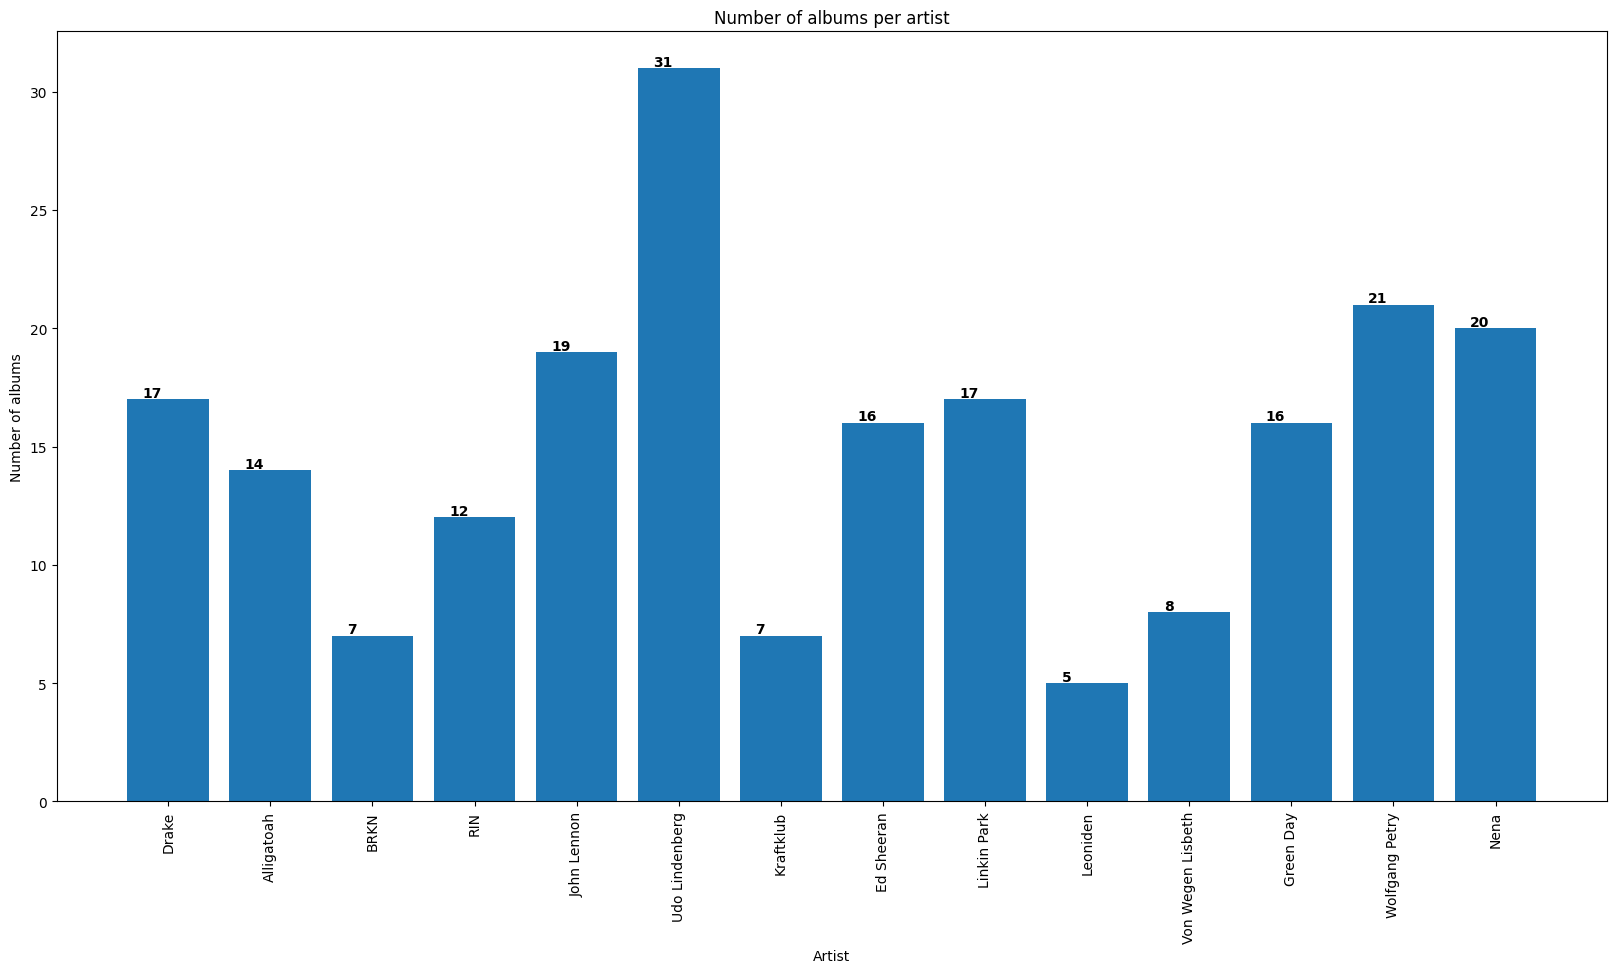 Number of albums per artist
Number of albums
30
25
20
15
10
5
0
17
14
7
12
19
31
7
16
17
5
8
16
21
20
Drake
Alligatoah
BRKN
RIN
John Lennon
Udo Lindenberg
Kraftklub
Ed Sheeran
Linkin Park
Leoniden
Von Wegen Lisbeth
Green Day
Wolfgang Petry
Nena
Artist